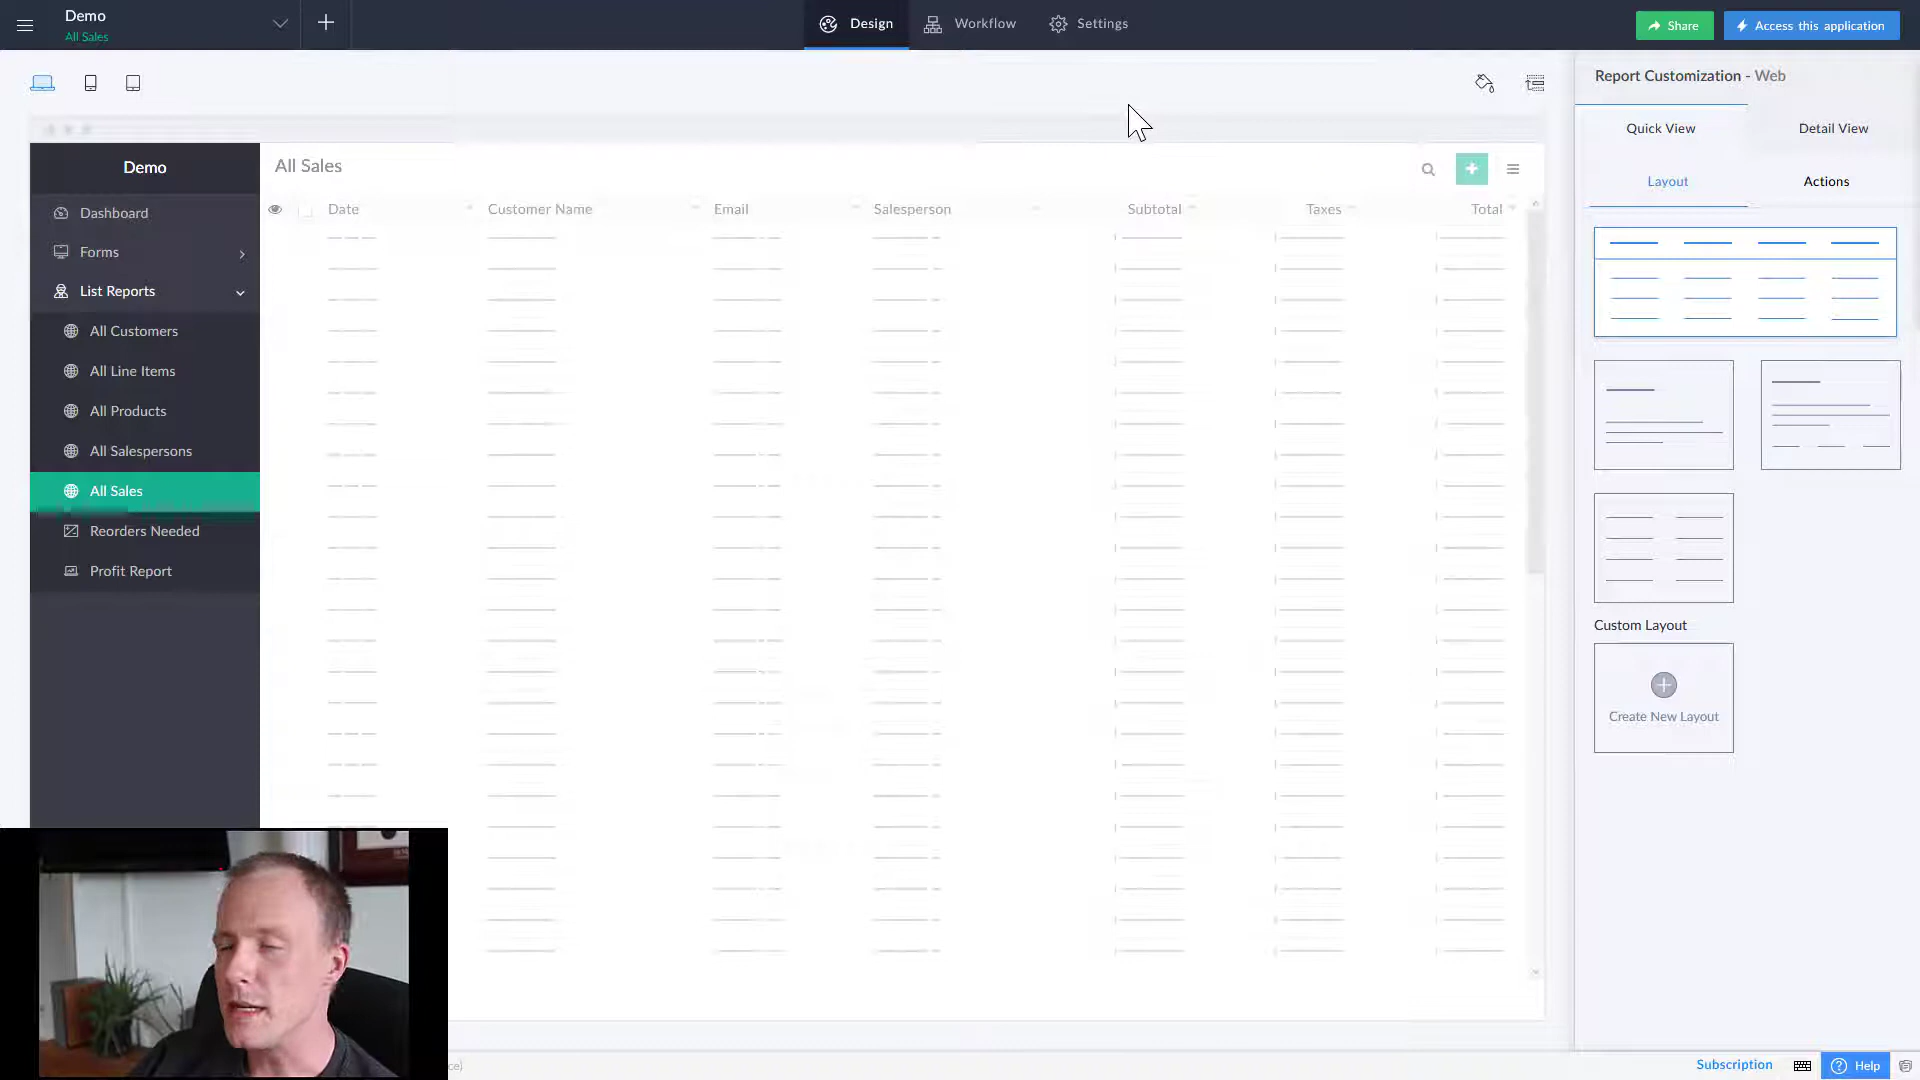 Demo
All Sales
Design
Workflow
Settings
Share
Access this application
Report Customization - Web
Quick View
Detail View
Layout
Actions
Custom Layout
Create New Layout
Demo
Dashboard
Forms
List Reports
All Customers
All Line Items
All Products
All Salespersons
All Sales
Reorders Needed
Profit Report
All Sales
Date Customer Name Email Salesperson Subtotal Taxes Total
Subscription
Help